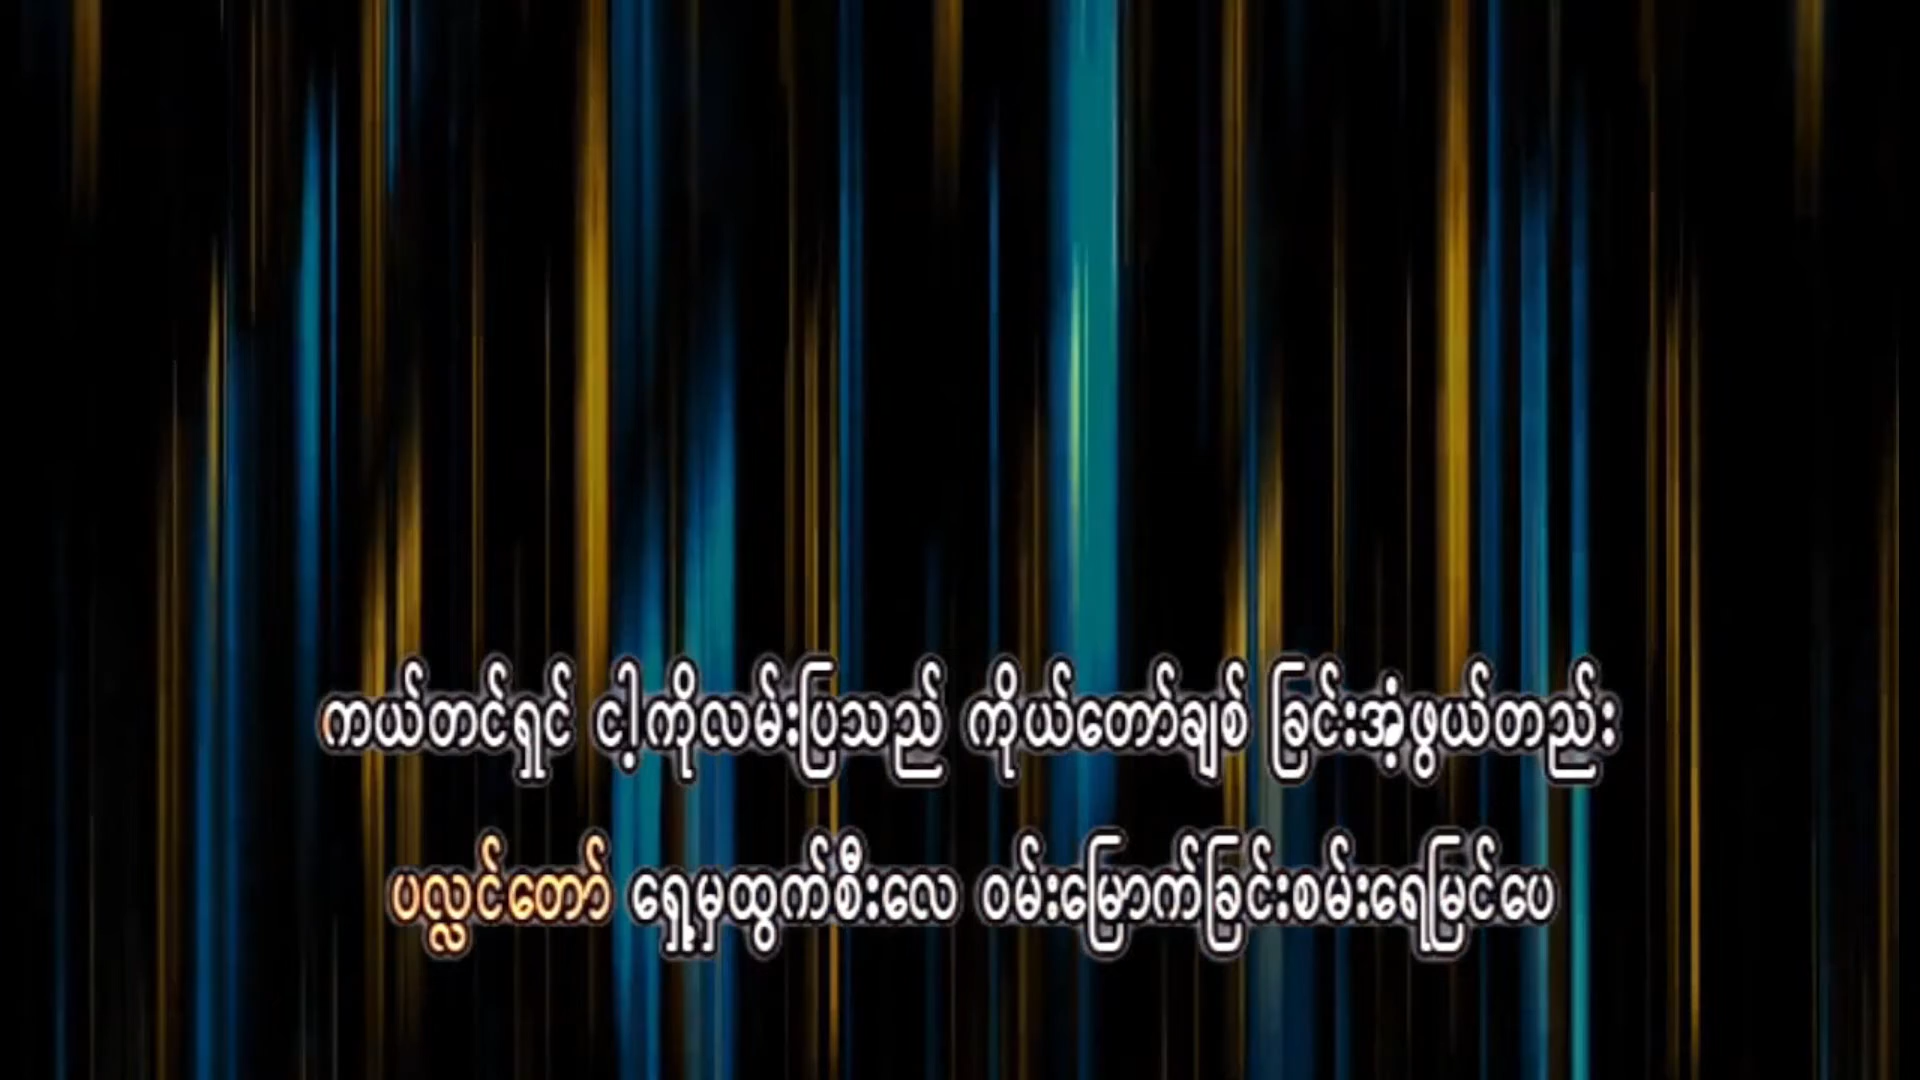 ကယ်တင်ရှင် ငါ့ကိုလမ်းပြသည် ကိုယ်တော်ချစ် ခြင်းအံ့ဖွယ်တည်း
ပလ္လင်တော် ရှေ့မှထွက်စီးလေ ဝမ်းမြောက်ခြင်းစမ်းရေမြင်ပေ